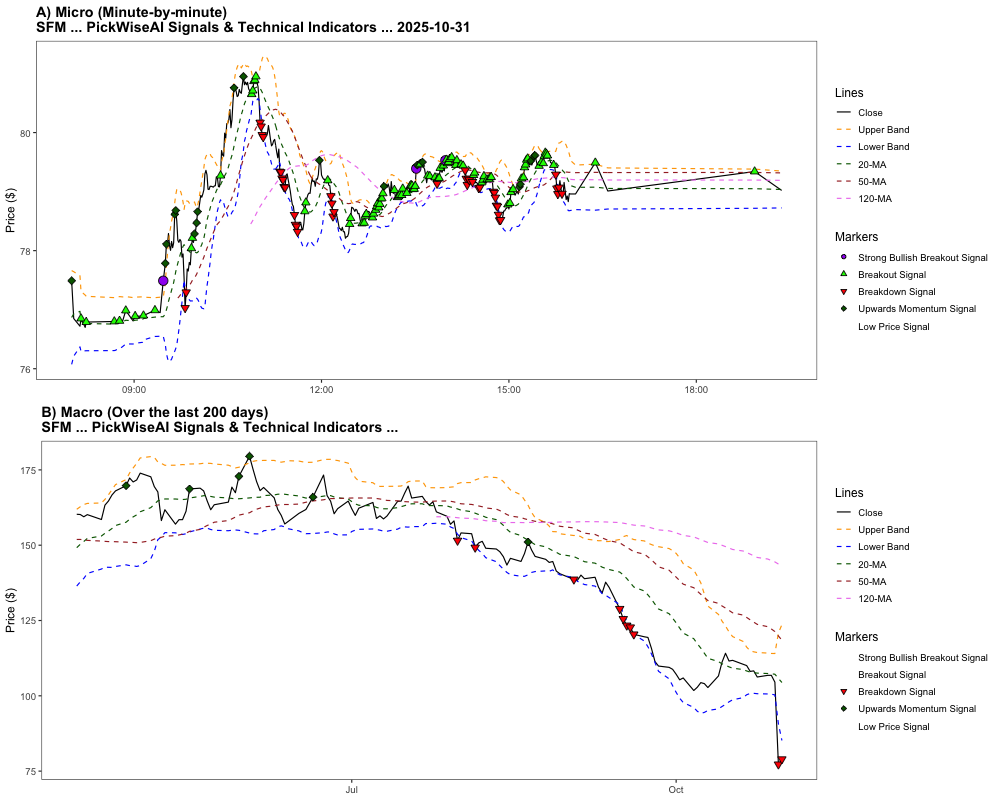 A) Micro (Minute-by-minute)
SFM ... PickWiseAI Signals & Technical Indicators ... 2025-10-31
Price ($)
80
78
76
09:00
12:00
15:00
18:00
Lines
Close
Upper Band
Lower Band
20-MA
50-MA
120-MA
Markers
Strong Bullish Breakout Signal
Breakout Signal
Breakdown Signal
Upwards Momentum Signal
Low Price Signal
B) Macro (Over the last 200 days)
SFM ... PickWiseAI Signals & Technical Indicators ...
Price ($)
175
150
125
100
75
Jul
Oct
Lines
Close
Upper Band
Lower Band
20-MA
50-MA
120-MA
Markers
Strong Bullish Breakout Signal
Breakout Signal
Breakdown Signal
Upwards Momentum Signal
Low Price Signal